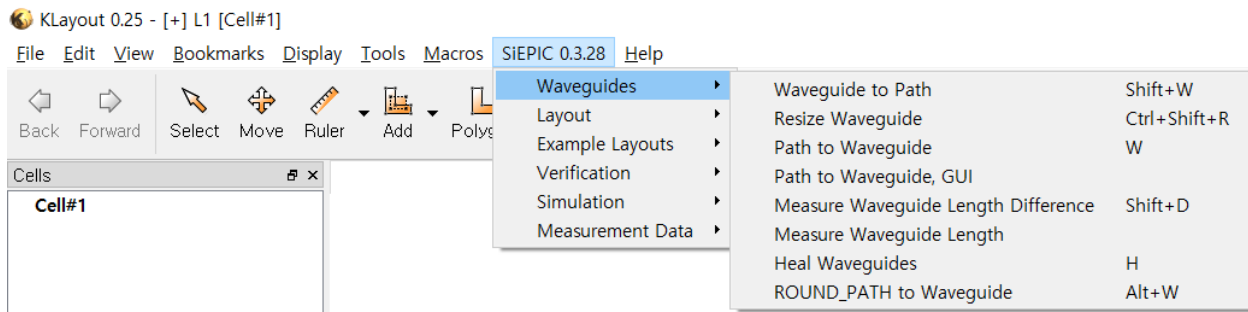 KLayout 0.25 - [+] L1 [Cell#1]
File Edit View Bookmarks Display Tools Macros SiEPIC 0.3.28 Help
Back Forward Select Move Ruler Add
Cells
Cell#1
Waveguides
Layout
Example Layouts
Verification
Simulation
Measurement Data
Waveguide to Path Shift+W
Resize Waveguide Ctrl+Shift+R
Path to Waveguide W
Path to Waveguide, GUI
Measure Waveguide Length Difference Shift+D
Measure Waveguide Length
Heal Waveguides H
ROUND_PATH to Waveguide Alt+W